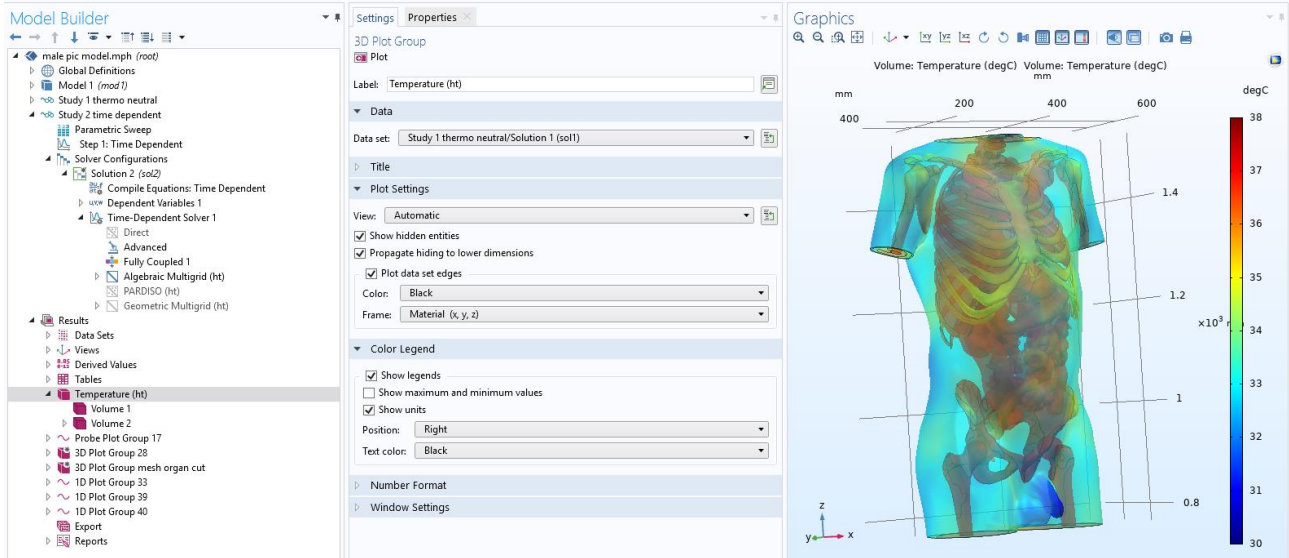 Model Builder
male pic model.mph (root)
Global Definitions
Model 1 (mod1)
Study 1 thermo neutral
Study 2 time dependent
Parametric Sweep
Step 1: Time Dependent
Solver Configurations
Solution 2 (sol2)
Compile Equations: Time Dependent
Dependent Variables 1
Time-Dependent Solver 1
Direct
Advanced
Fully Coupled 1
Algebraic Multigrid (ht)
PARDISO (ht)
Geometric Multigrid (ht)
Results
Data Sets
Views
Derived Values
Tables
Temperature (ht)
Volume 1
Volume 2
Probe Plot Group 17
3D Plot Group 28
3D Plot Group mesh organ cut
1D Plot Group 33
1D Plot Group 39
1D Plot Group 40
Export
Reports
Settings Properties
3D Plot Group
Plot
Label: Temperature (ht)
Data
Data set: Study 1 thermo neutral/Solution 1 (sol1)
Title
Plot Settings
View: Automatic
Show hidden entities
Propagate hiding to lower dimensions
Plot data set edges
Color: Black
Frame: Material (x, y, z)
Color Legend
Show legends
Show maximum and minimum values
Show units
Position: Right
Text color: Black
Number Format
Window Settings
Graphics
xy yz xz
Volume: Temperature (degC) Volume: Temperature (degC)
mm
mm
degC
200 400 600
400
1.4
1.2
×10³
1
0.8
38
37
36
35
34
33
32
31
30
z
y x